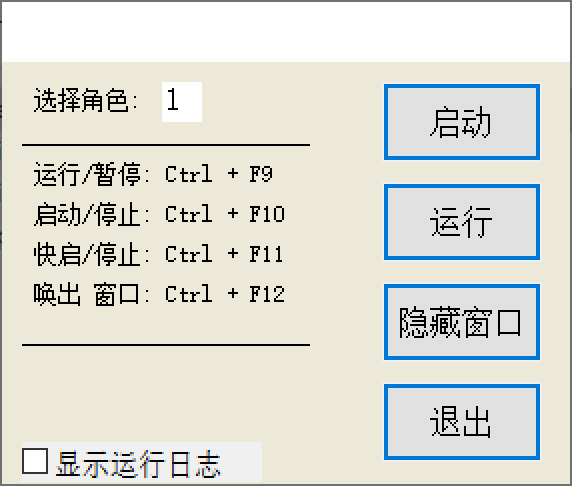 选择角色: 1
运行/暂停: Ctrl + F9
启动/停止: Ctrl + F10
快启/停止: Ctrl + F11
唤出 窗口: Ctrl + F12
显示运行日志
启动
运行
隐藏窗口
退出